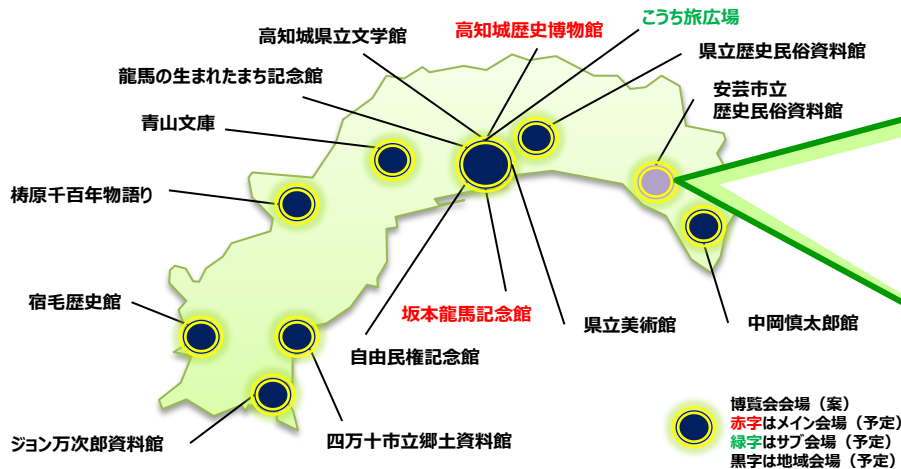 こうち旅広場
高知城歴史博物館
高知城県立文学館
県立歴史民俗資料館
龍馬の生まれたまち記念館
安芸市立
歴史民俗資料館
青山文庫
梼原千百年物語り
宿毛歴史館
坂本龍馬記念館
県立美術館
中岡慎太郎館
自由民権記念館
ジョン万次郎資料館
四万十市立郷土資料館
博覧会会場（案）
赤字はメイン会場（予定）
緑字はサブ会場（予定）
黒字は地域会場（予定）